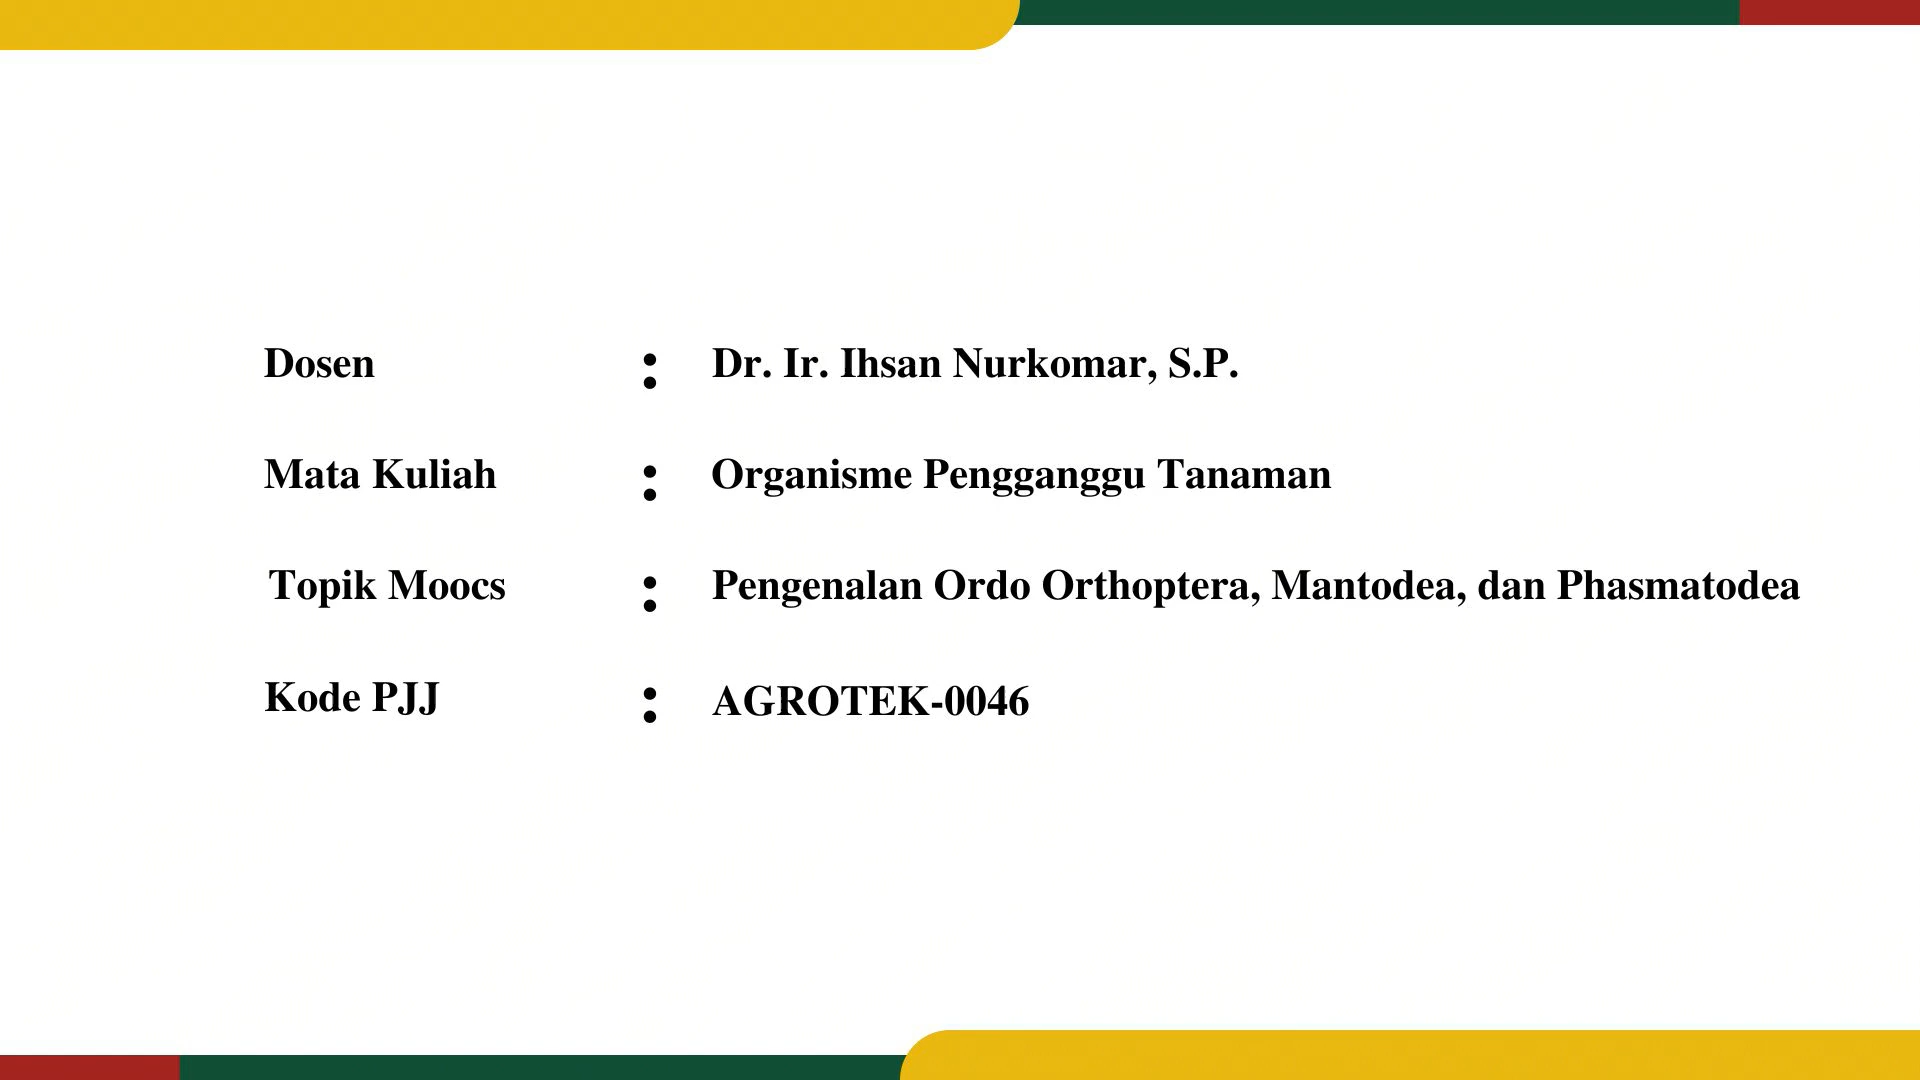 Dosen : Dr. Ir. Ihsan Nurkomar, S.P.
Mata Kuliah : Organisme Pengganggu Tanaman
Topik Moocs : Pengenalan Ordo Orthoptera, Mantodea, dan Phasmatodea
Kode PJJ : AGROTEK-0046